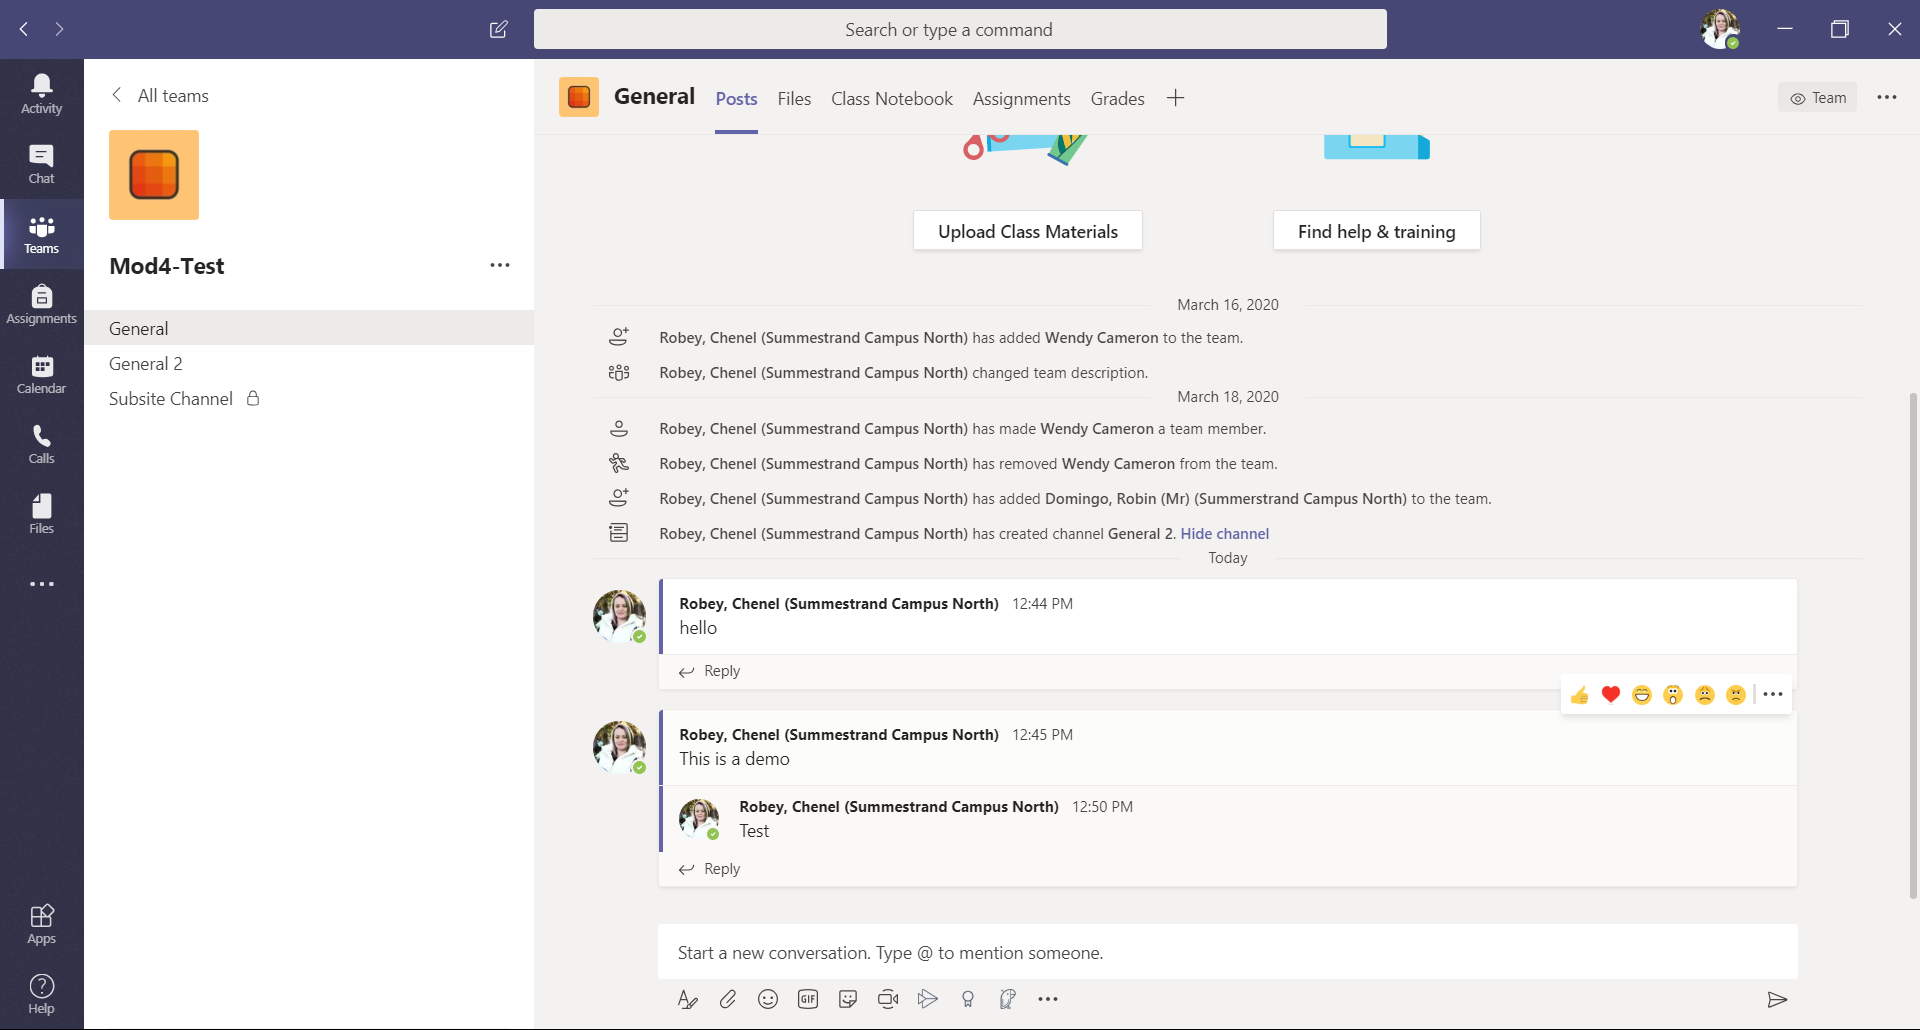 Search or type a command
Activity
Chat
Teams
Assignments
Calendar
Calls
Files
Apps
Help
All teams
Mod4-Test
General
General 2
Subsite Channel
General Posts Files Class Notebook Assignments Grades
Team
Upload Class Materials
Find help & training
March 16, 2020
Robey, Chenel (Summestrand Campus North) has added Wendy Cameron to the team.
Robey, Chenel (Summestrand Campus North) changed team description.
March 18, 2020
Robey, Chenel (Summestrand Campus North) has made Wendy Cameron a team member.
Robey, Chenel (Summestrand Campus North) has removed Wendy Cameron from the team.
Robey, Chenel (Summestrand Campus North) has added Domingo, Robin (Mr) (Summerstrand Campus North) to the team.
Robey, Chenel (Summestrand Campus North) has created channel General 2. Hide channel
Today
Robey, Chenel (Summestrand Campus North) 12:44 PM
hello
Reply
Robey, Chenel (Summestrand Campus North) 12:45 PM
This is a demo
Robey, Chenel (Summestrand Campus North) 12:50 PM
Test
Reply
Start a new conversation. Type @ to mention someone.
GIF